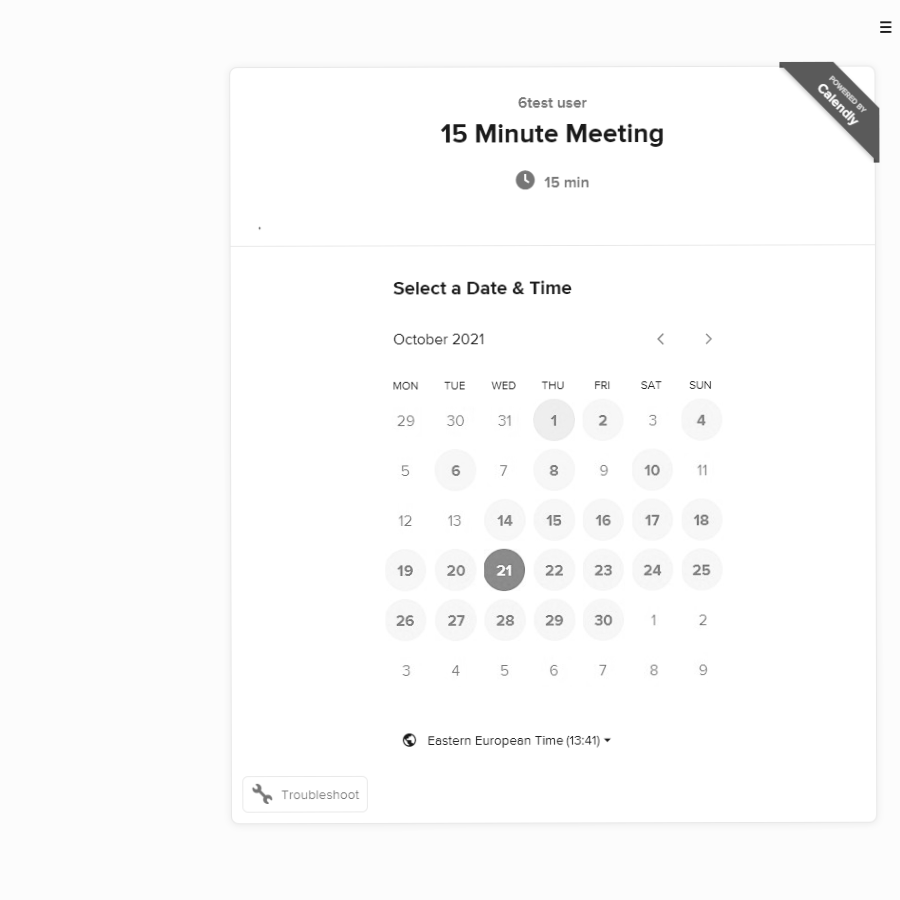 POWERED BY
Calendly
6test user
15 Minute Meeting
15 min
Select a Date & Time
October 2021
MON TUE WED THU FRI SAT SUN
29 30 31 1 2 3 4
5 6 7 8 9 10 11
12 13 14 15 16 17 18
19 20 21 22 23 24 25
26 27 28 29 30 1 2
3 4 5 6 7 8 9
Eastern European Time (13:41)
Troubleshoot